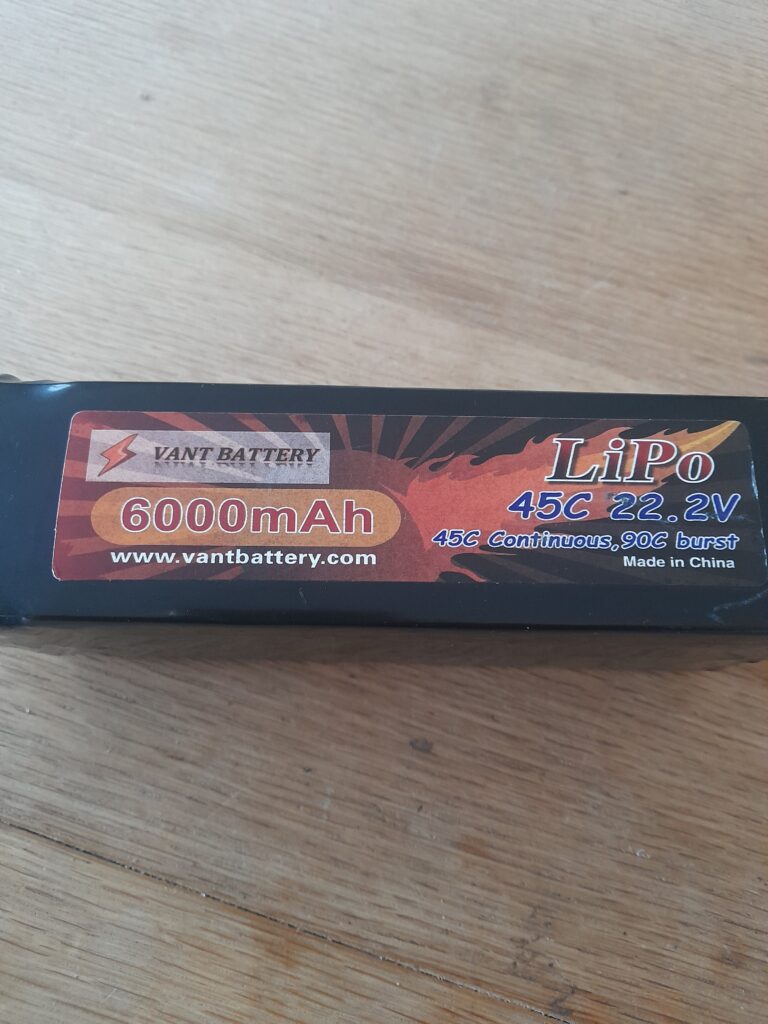 VANT BATTERY
6000mAh
www.vantbattery.com
LiPo
45C 22.2V
45C Continuous,90C burst
Made in China